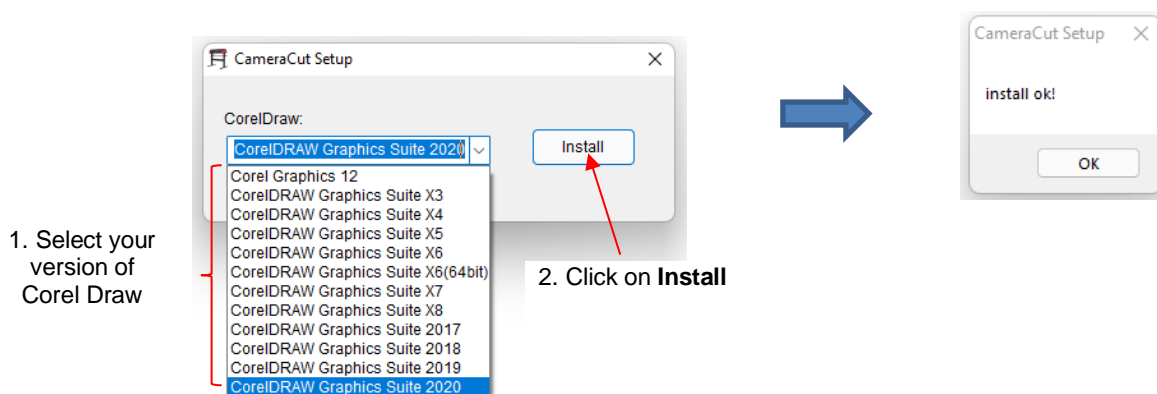 CameraCut Setup
CorelDraw:
CorelDRAW Graphics Suite 2020
Install
Corel Graphics 12
CorelDRAW Graphics Suite X3
CorelDRAW Graphics Suite X4
CorelDRAW Graphics Suite X5
CorelDRAW Graphics Suite X6
CorelDRAW Graphics Suite X6(64bit)
CorelDRAW Graphics Suite X7
CorelDRAW Graphics Suite X8
CorelDRAW Graphics Suite 2017
CorelDRAW Graphics Suite 2018
CorelDRAW Graphics Suite 2019
CorelDRAW Graphics Suite 2020
1. Select your
version of
Corel Draw
2. Click on Install
CameraCut Setup
install ok!
OK